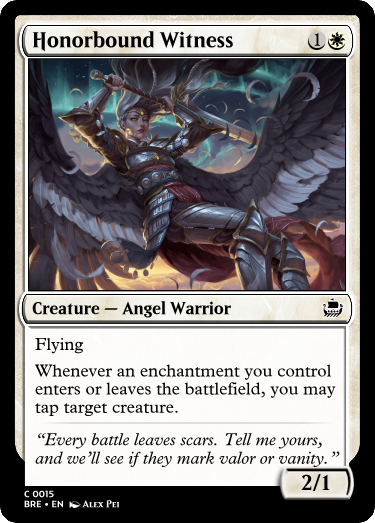 Honorbound Witness 1
Creature — Angel Warrior
Flying
Whenever an enchantment you control
enters or leaves the battlefield, you may
tap target creature.
“Every battle leaves scars. Tell me yours,
and we’ll see if they mark valor or vanity.”
2/1
C 0015
BRE • EN Alex Pei